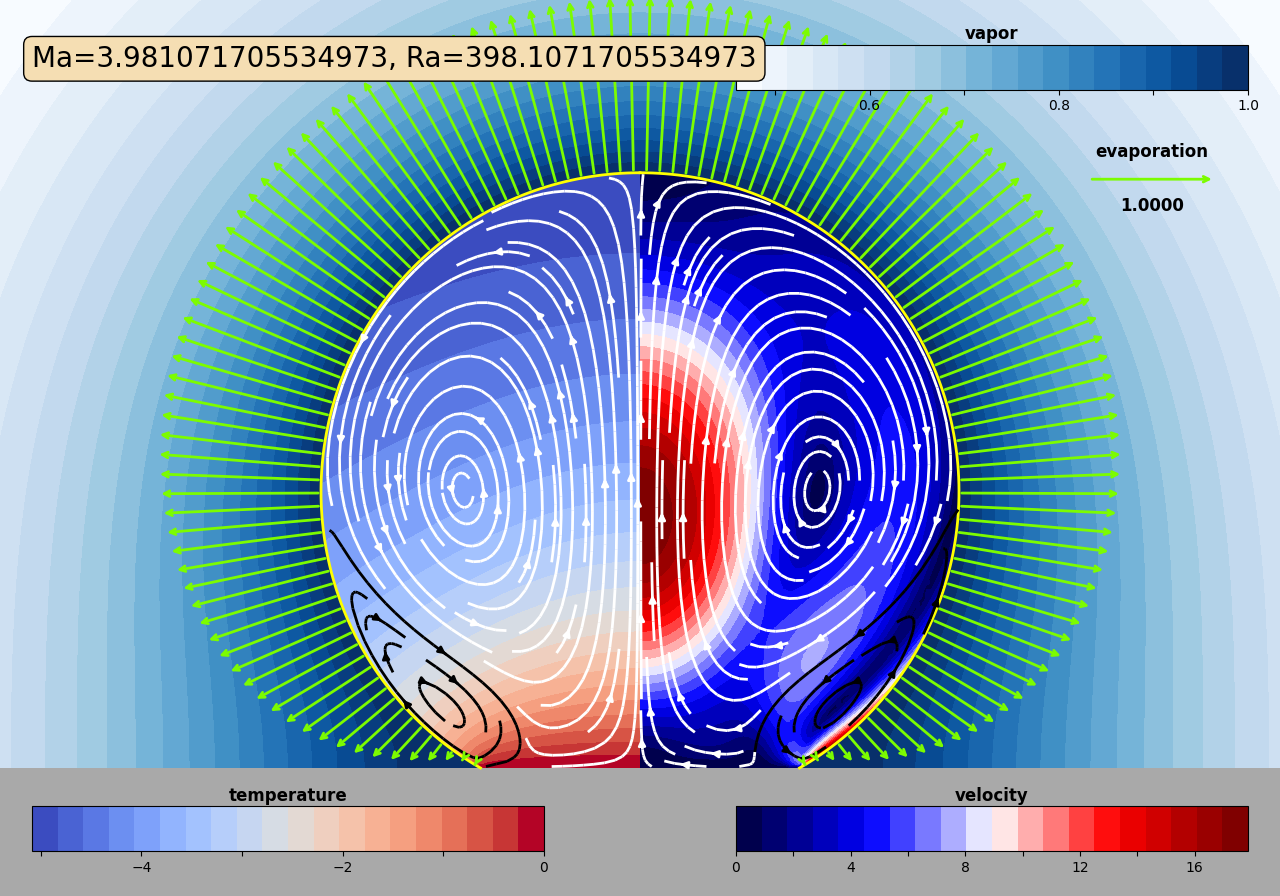 vapor
Ma=3.981071705534973, Ra=398.1071705534973
0.6 0.8 1.0
evaporation
1.0000
temperature
−4 −2 0
velocity
0 4 8 12 16